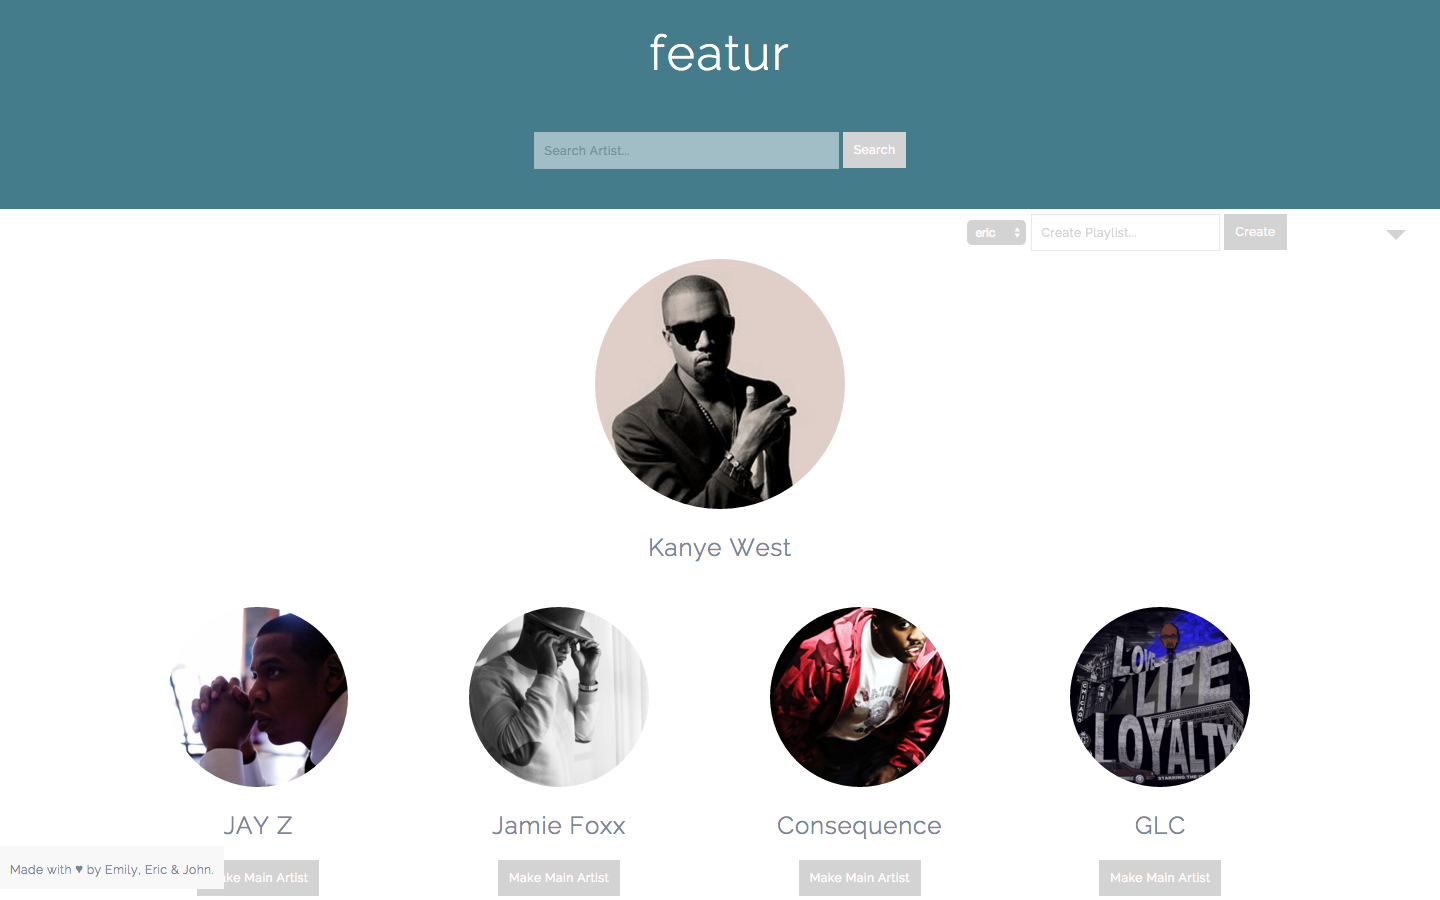 featur
Search Artist...
Search
eric
Create Playlist...
Create
Kanye West
LOVE
LIFE
LOYALTY
CHICAGO
JAY Z
Jamie Foxx
Consequence
GLC
Made with ♥ by Emily, Eric & John.
ke Main Artist
Make Main Artist
Make Main Artist
Make Main Artist